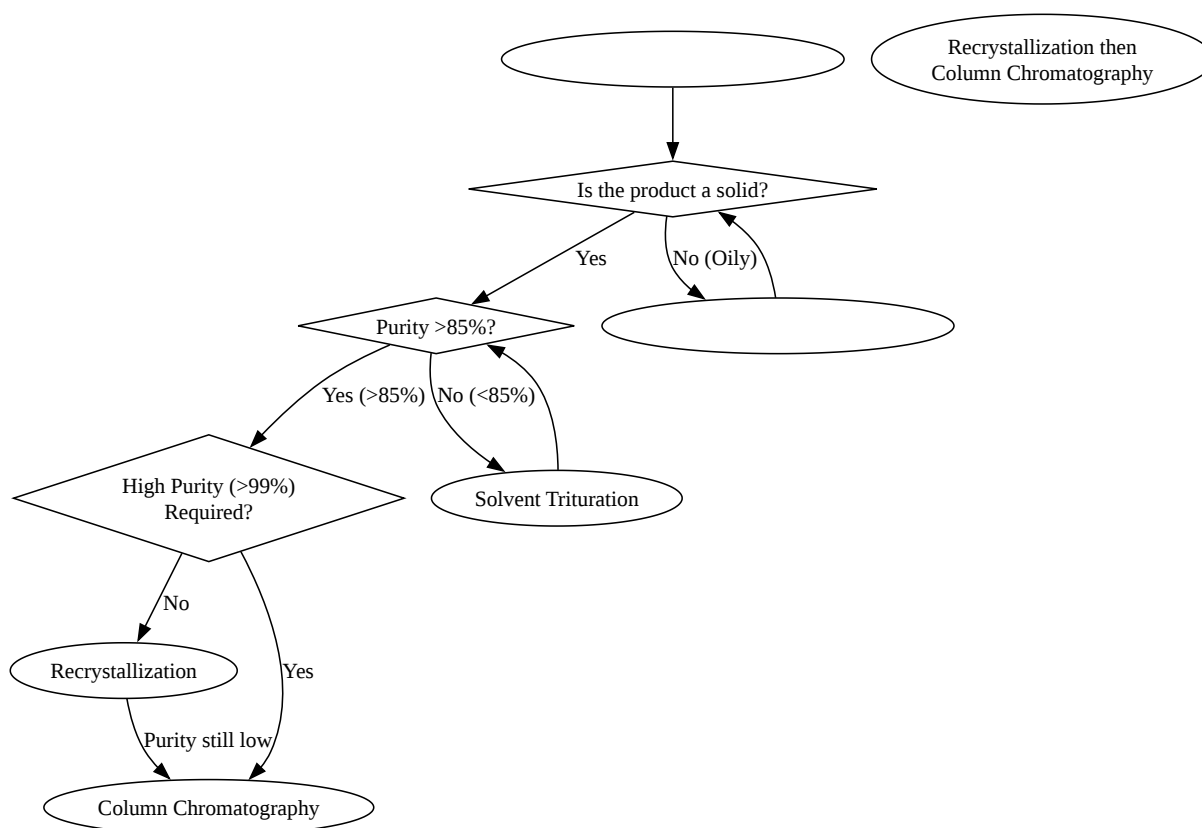 Recrystallization then
Column Chromatography
Is the product a solid?
Yes
No (Oily)
Purity >85%?
Yes (>85%)
No (<85%)
High Purity (>99%)
Required?
Solvent Trituration
No
Recrystallization
Yes
Purity still low
Column Chromatography